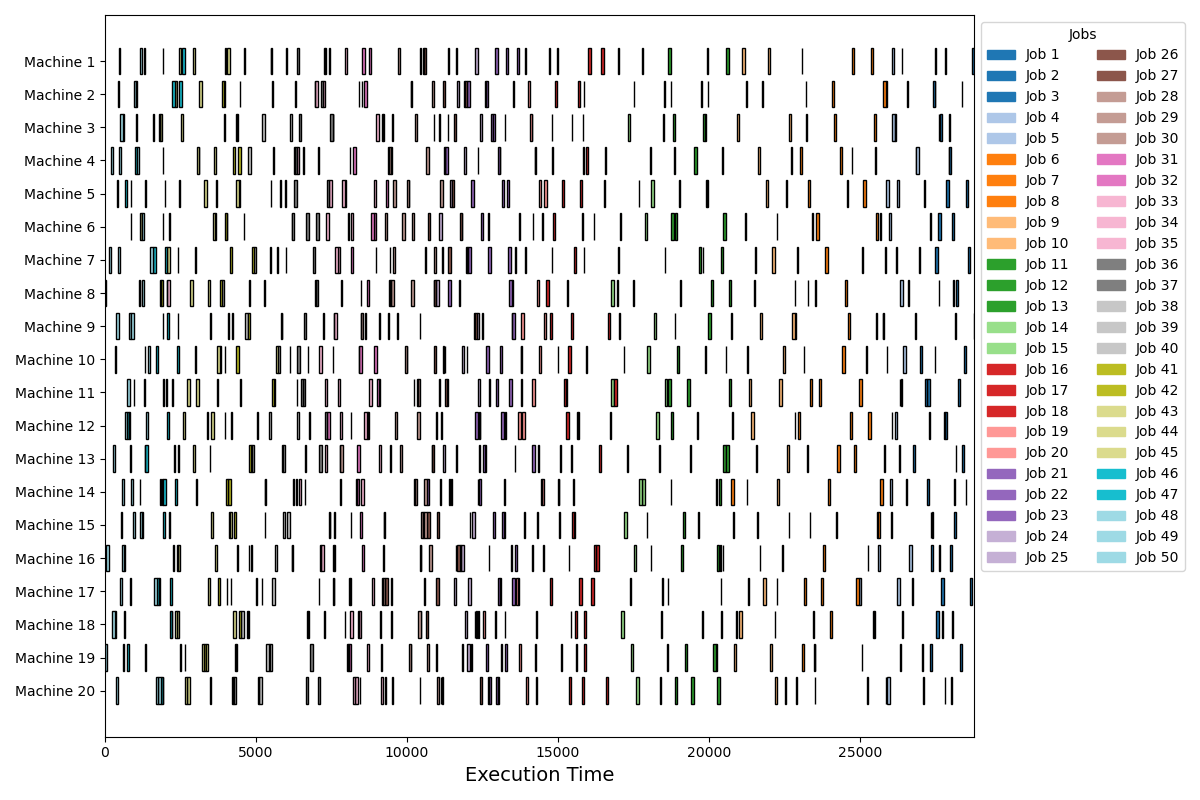 Machine 1
Machine 2
Machine 3
Machine 4
Machine 5
Machine 6
Machine 7
Machine 8
Machine 9
Machine 10
Machine 11
Machine 12
Machine 13
Machine 14
Machine 15
Machine 16
Machine 17
Machine 18
Machine 19
Machine 20
0 5000 10000 15000 20000 25000
Execution Time
Jobs
Job 1
Job 2
Job 3
Job 4
Job 5
Job 6
Job 7
Job 8
Job 9
Job 10
Job 11
Job 12
Job 13
Job 14
Job 15
Job 16
Job 17
Job 18
Job 19
Job 20
Job 21
Job 22
Job 23
Job 24
Job 25
Job 26
Job 27
Job 28
Job 29
Job 30
Job 31
Job 32
Job 33
Job 34
Job 35
Job 36
Job 37
Job 38
Job 39
Job 40
Job 41
Job 42
Job 43
Job 44
Job 45
Job 46
Job 47
Job 48
Job 49
Job 50